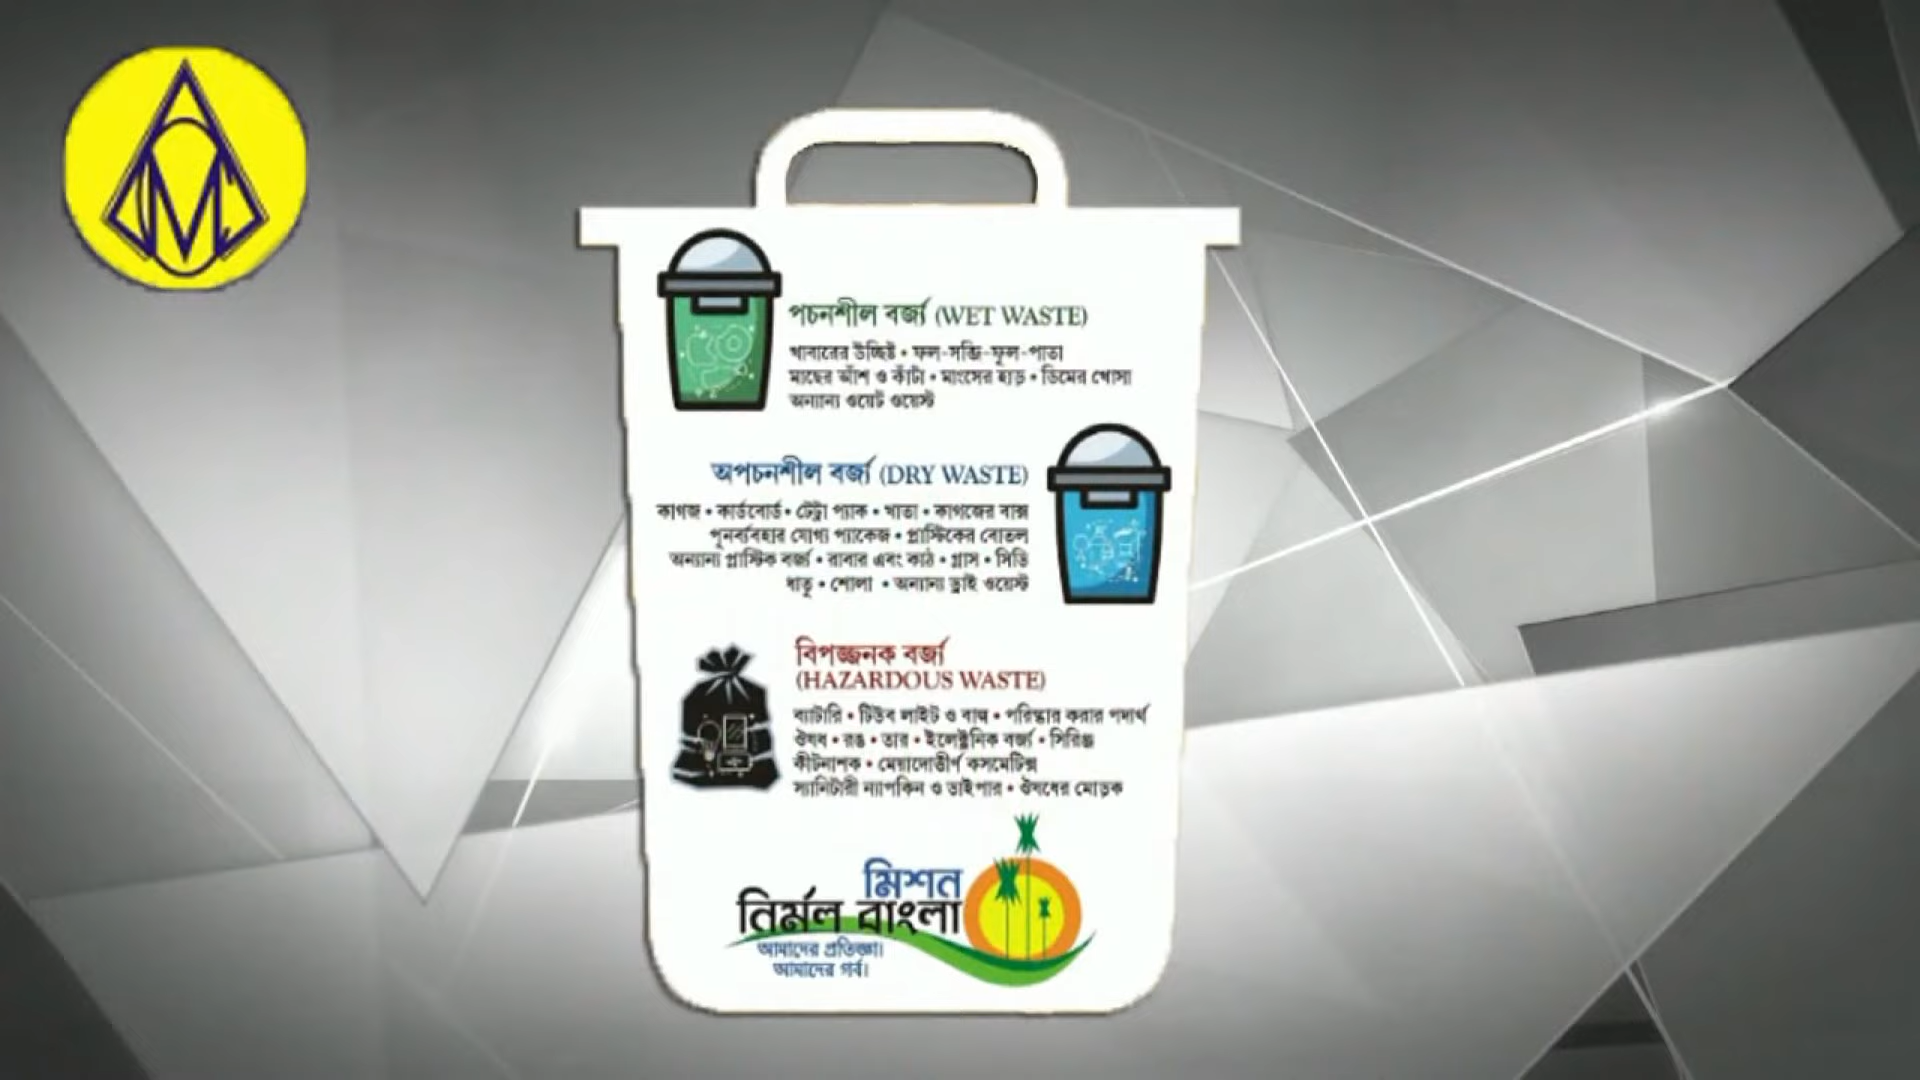 পচনশীল বর্জ্য (WET WASTE)
খাবারের উচ্ছিষ্ট • ফল-সব্জি-ফুল-পাতা
মাছের আঁশ ও কাঁটা • মাংসের হাড় • ডিমের খোসা
অন্যান্য ওয়েট ওয়েস্ট
অপচনশীল বর্জ্য (DRY WASTE)
কাগজ • কার্ডবোর্ড • টেট্রা প্যাক • খাতা • কাগজের বাক্স
পুনর্ব্যবহার যোগ্য প্যাকেজ • প্লাস্টিকের বোতল
অন্যান্য প্লাস্টিক বর্জ্য • রাবার এবং কাঠ • গ্লাস • সিডি
ধাতু • শোলা • অন্যান্য ড্রাই ওয়েস্ট
বিপজ্জনক বর্জ্য
(HAZARDOUS WASTE)
ব্যাটারি • টিউব লাইট ও বাল্ব • পরিস্কার করার পদার্থ
ঔষধ • রঙ • তার • ইলেক্ট্রনিক বর্জ্য • সিরিঞ্জ
কীটনাশক • মেয়াদোত্তীর্ণ কসমেটিক্স
স্যানিটারী ন্যাপকিন ও ডাইপার • ঔষধের মোড়ক
মিশন
নির্মল বাংলা
আমাদের প্রতিজ্ঞা।
আমাদের গর্ব।